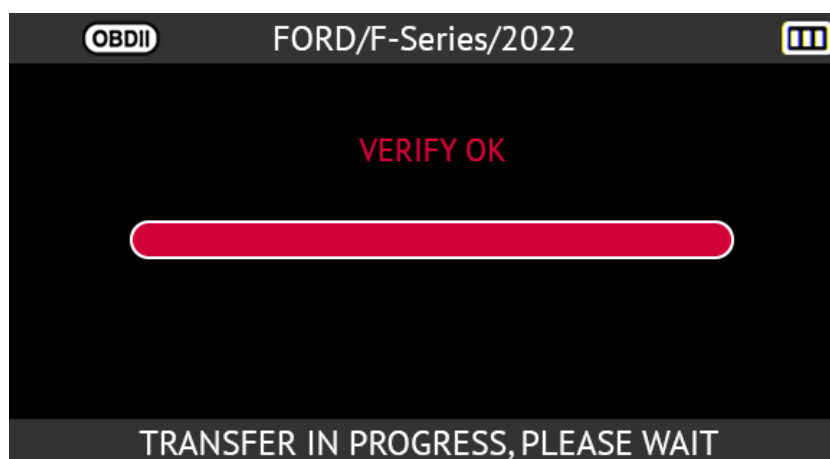 OBDII FORD/F-Series/2022
VERIFY OK
TRANSFER IN PROGRESS, PLEASE WAIT